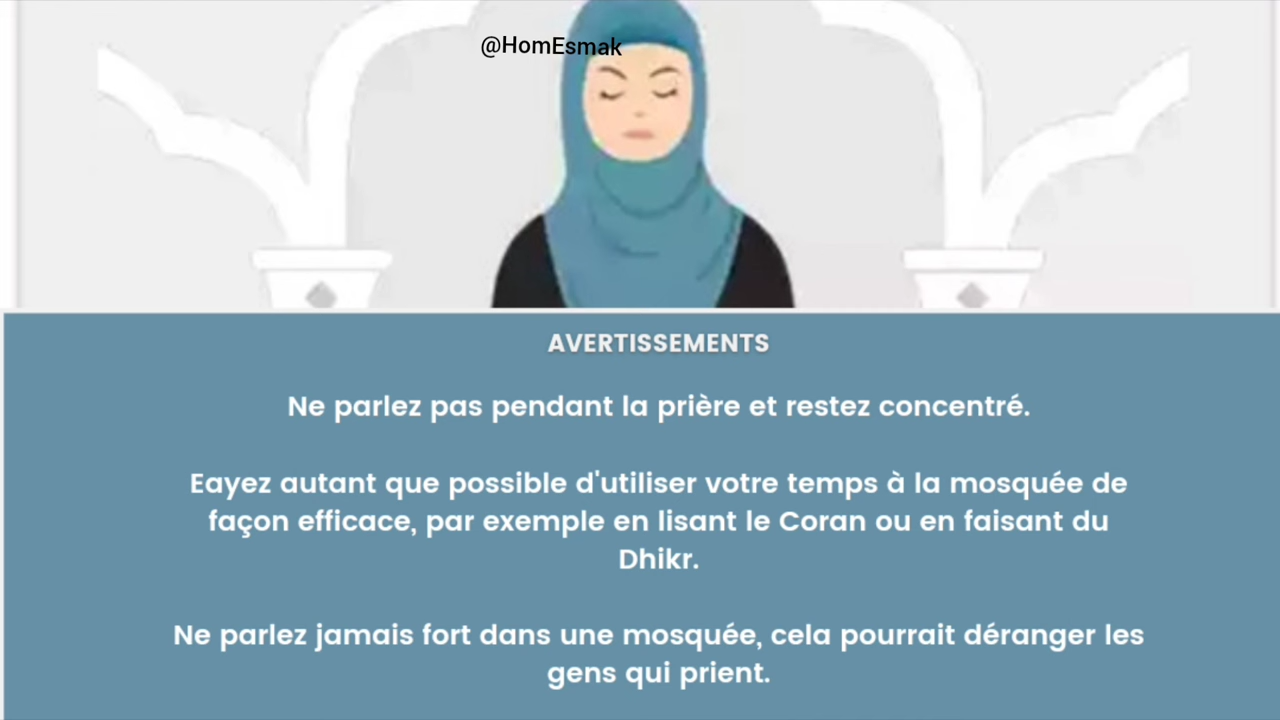 @HomEsmak
AVERTISSEMENTS
Ne parlez pas pendant la prière et restez concentré.
Eayez autant que possible d'utiliser votre temps à la mosquée de
façon efficace, par exemple en lisant le Coran ou en faisant du
Dhikr.
Ne parlez jamais fort dans une mosquée, cela pourrait déranger les
gens qui prient.